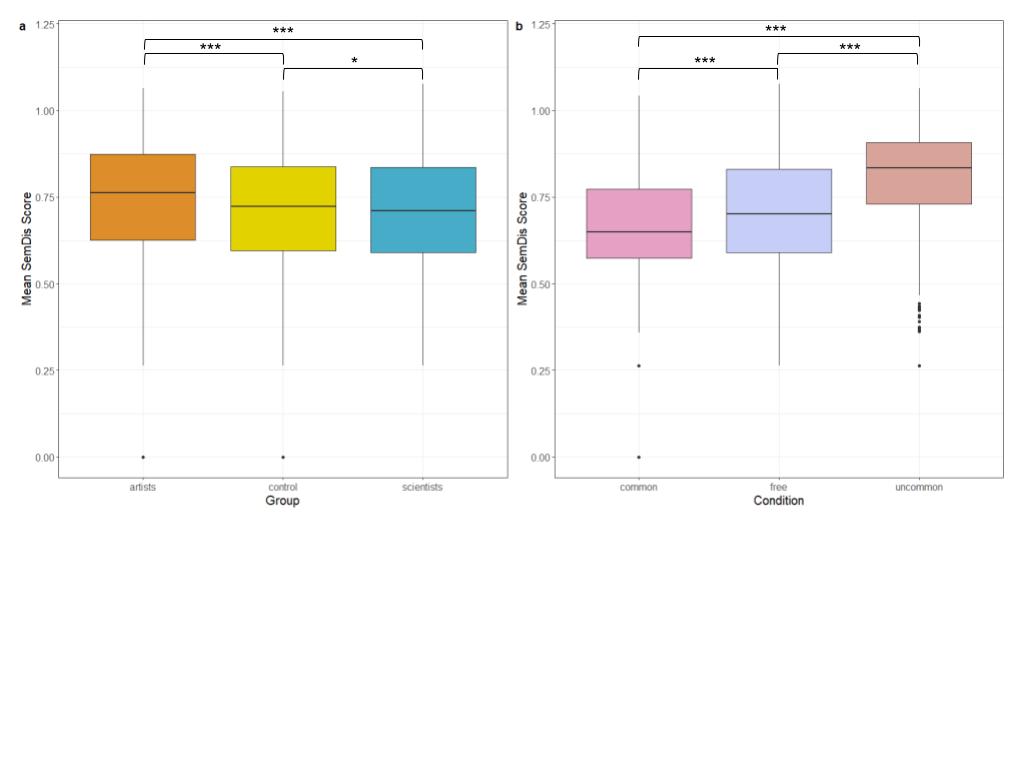 a
***
***
*
1.25
1.00
0.75
0.50
0.25
0.00
Mean SemDis Score
artists
control
scientists
Group
b
***
***
***
1.25
1.00
0.75
0.50
0.25
0.00
Mean SemDis Score
common
free
uncommon
Condition